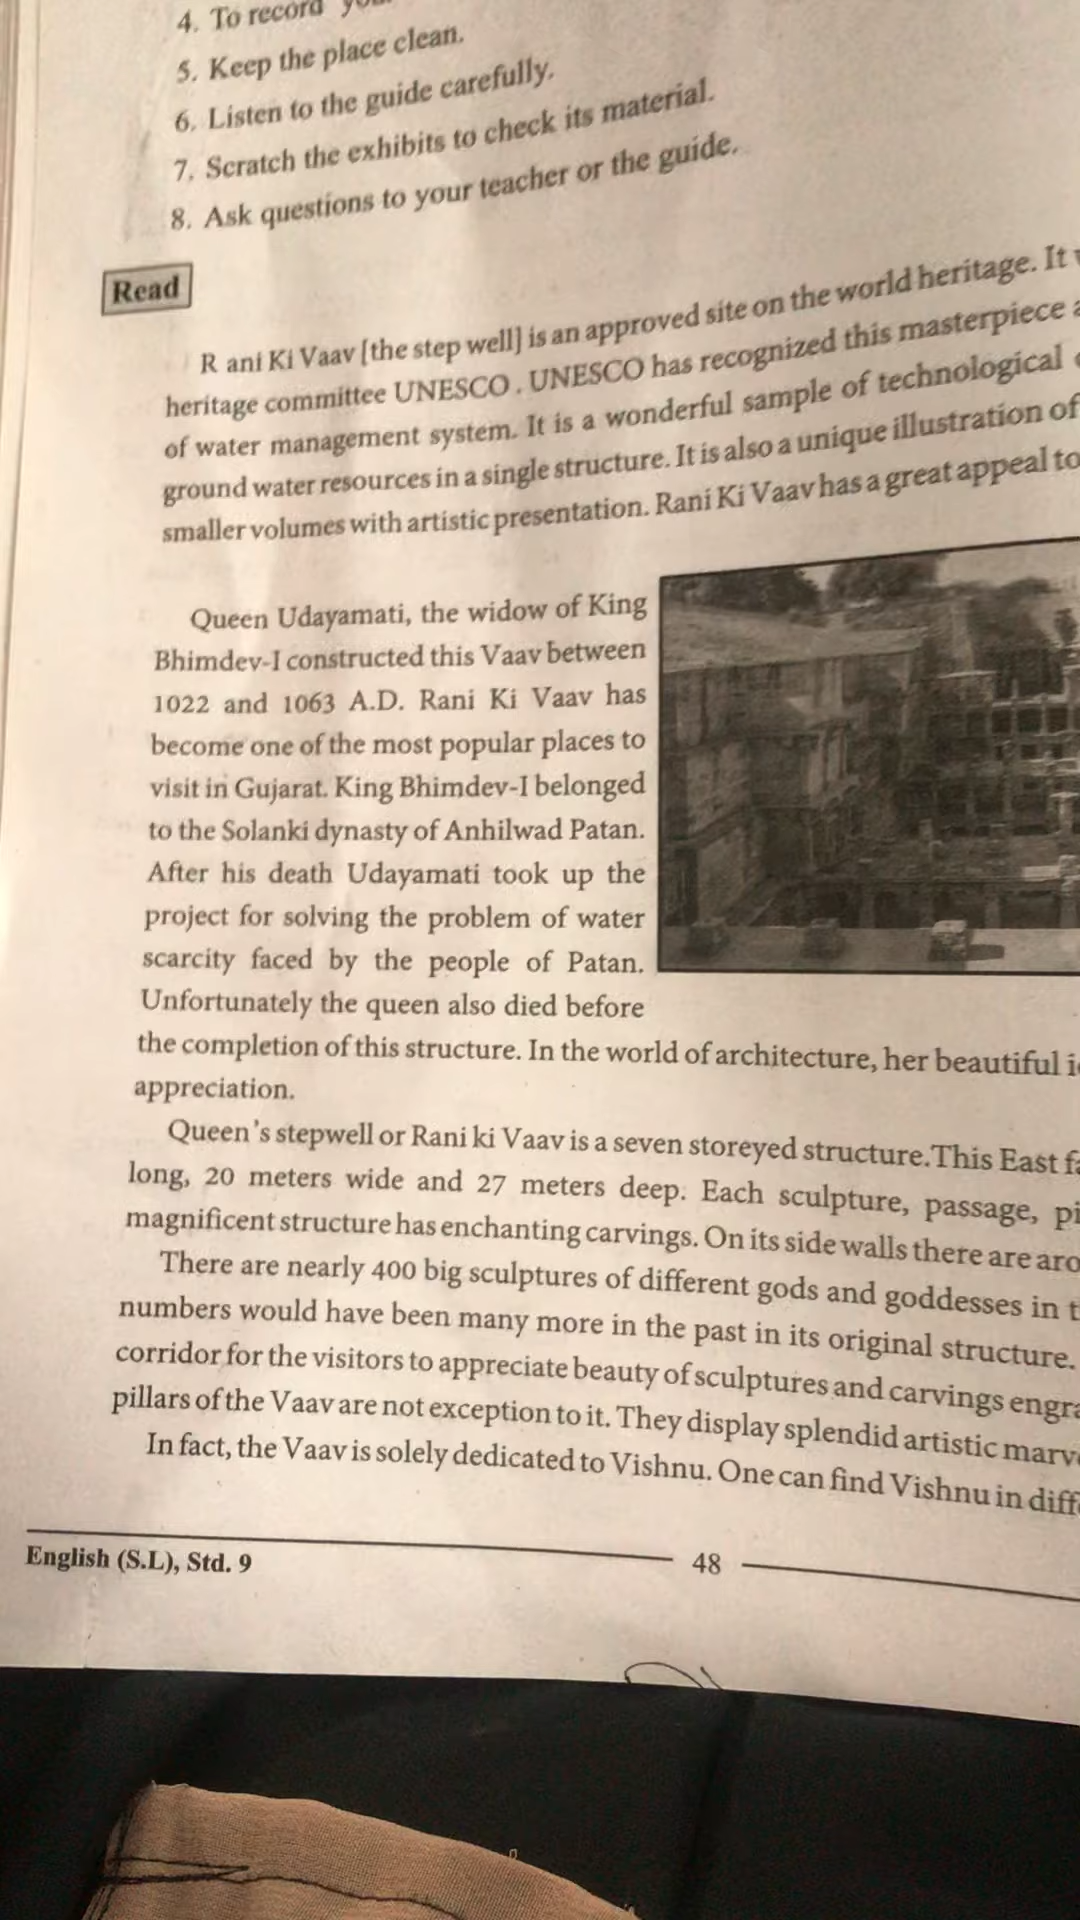 4. To record
5. Keep the place clean.
6. Listen to the guide carefully.
7. Scratch the exhibits to check its material.
8. Ask questions to your teacher or the guide.
Read
R ani Ki Vaav [the step well] is an approved site on the world heritage. It
heritage committee UNESCO . UNESCO has recognized this masterpiece
of water management system. It is a wonderful sample of technological
ground water resources in a single structure. It is also a unique illustration of
smaller volumes with artistic presentation. Rani Ki Vaav has a great appeal to
Queen Udayamati, the widow of King
Bhimdev-I constructed this Vaav between
1022 and 1063 A.D. Rani Ki Vaav has
become one of the most popular places to
visit in Gujarat. King Bhimdev-I belonged
to the Solanki dynasty of Anhilwad Patan.
After his death Udayamati took up the
project for solving the problem of water
scarcity faced by the people of Patan.
Unfortunately the queen also died before
the completion of this structure. In the world of architecture, her beautiful
appreciation.
Queen's stepwell or Rani ki Vaav is a seven storeyed structure.This East
long, 20 meters wide and 27 meters deep. Each sculpture, passage,
magnificent structure has enchanting carvings. On its side walls there are
There are nearly 400 big sculptures of different gods and goddesses in
numbers would have been many more in the past in its original structure.
corridor for the visitors to appreciate beauty of sculptures and carvings
pillars of the Vaav are not exception to it. They display splendid artistic
In fact, the Vaav is solely dedicated to Vishnu. One can find Vishnu in
English (S.L), Std. 9
48